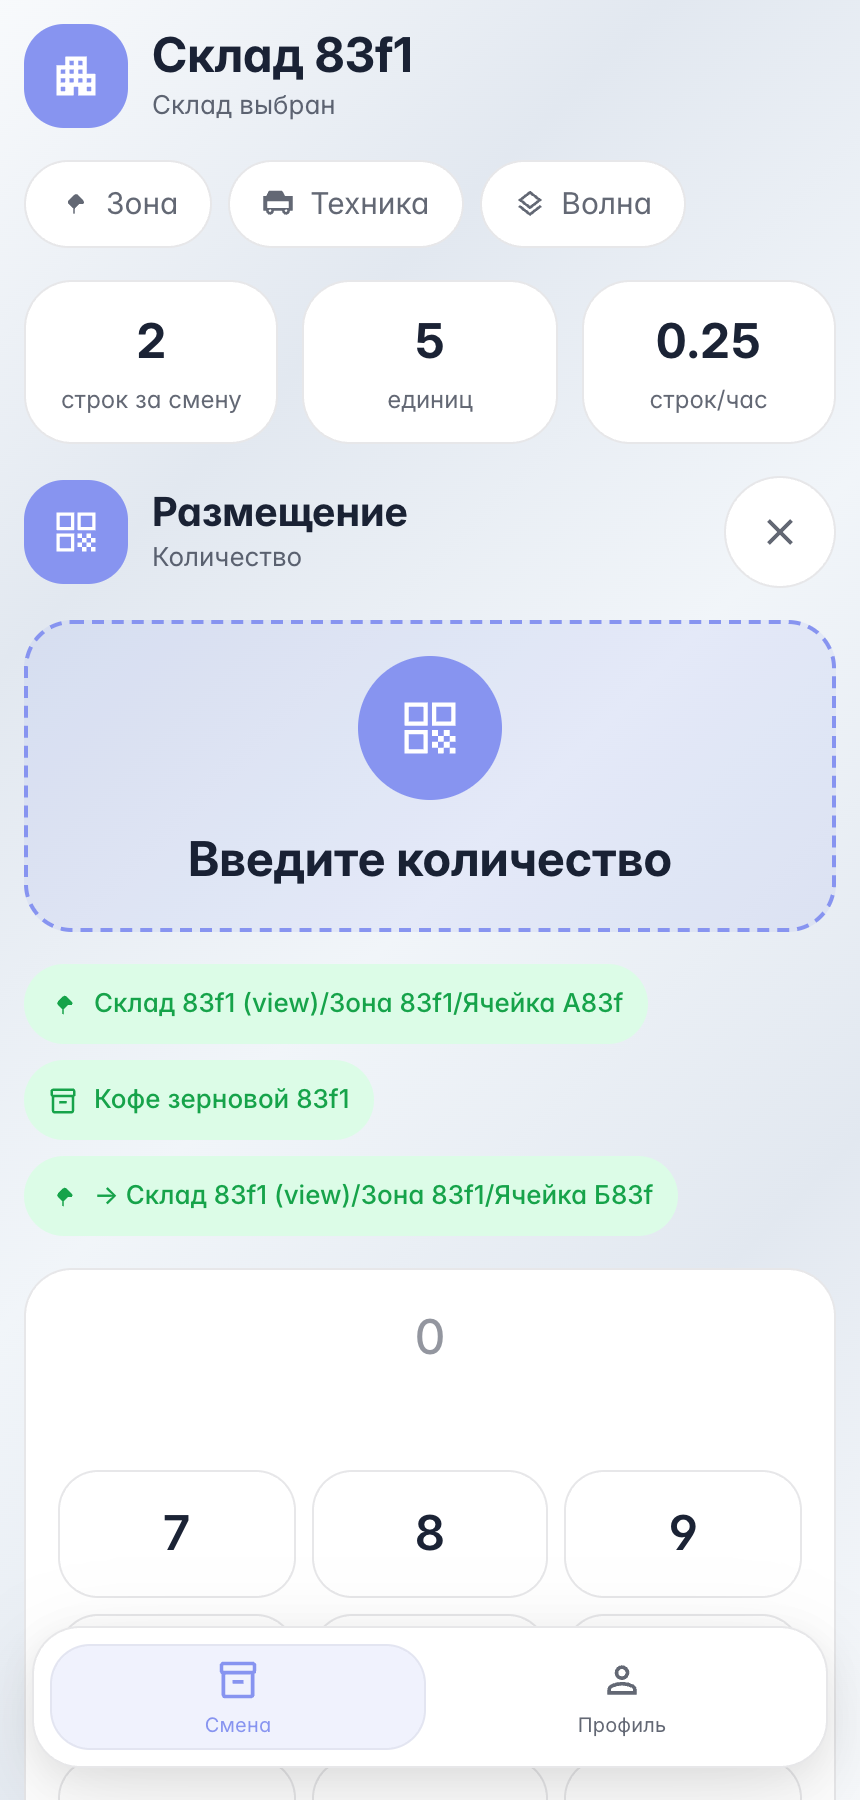 Склад 83f1
Склад выбран
Зона
Техника
Волна
2
5
0.25
строк за смену
единиц
строк/час
Размещение
Количество
Введите количество
Склад 83f1 (view)/Зона 83f1/Ячейка А83f
Кофе зерновой 83f1
→ Склад 83f1 (view)/Зона 83f1/Ячейка Б83f
0
7
8
9
Смена
Профиль